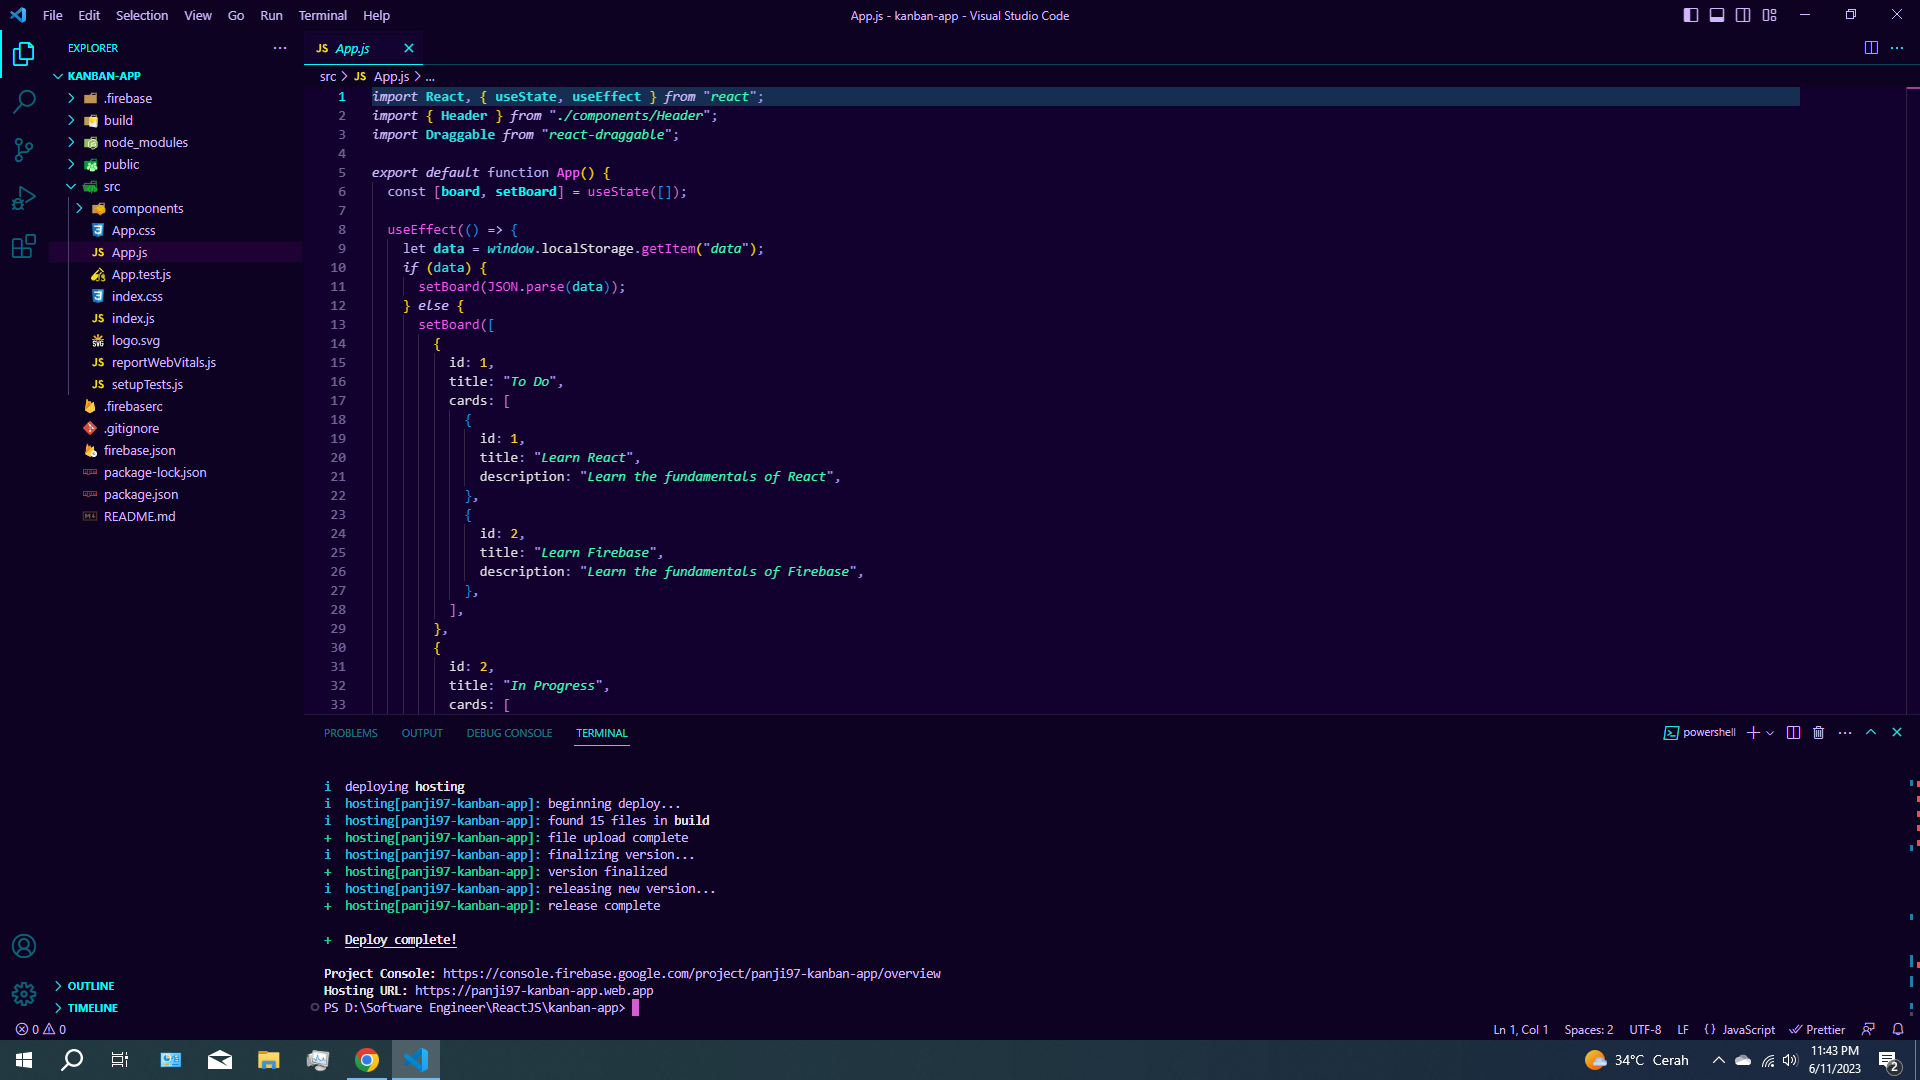 File Edit Selection View Go Run Terminal Help
App.js - kanban-app - Visual Studio Code
EXPLORER
KANBAN-APP
.firebase
build
node_modules
public
src
components
App.css
JS App.js
App.test.js
index.css
JS index.js
logo.svg
JS reportWebVitals.js
JS setupTests.js
.firebaserc
.gitignore
firebase.json
package-lock.json
package.json
README.md
OUTLINE
TIMELINE
JS App.js
src > JS App.js > ...
1 import React, { useState, useEffect } from "react";
2 import { Header } from "./components/Header";
3 import Draggable from "react-draggable";
4
5 export default function App() {
6 const [board, setBoard] = useState([]);
7
8 useEffect(() => {
9 let data = window.localStorage.getItem("data");
10 if (data) {
11 setBoard(JSON.parse(data));
12 } else {
13 setBoard([
14 {
15 id: 1,
16 title: "To Do",
17 cards: [
18 {
19 id: 1,
20 title: "Learn React",
21 description: "Learn the fundamentals of React",
22 },
23 {
24 id: 2,
25 title: "Learn Firebase",
26 description: "Learn the fundamentals of Firebase",
27 },
28 ],
29 },
30 {
31 id: 2,
32 title: "In Progress",
33 cards: [
PROBLEMS OUTPUT DEBUG CONSOLE TERMINAL
powershell
i deploying hosting
i hosting[panji97-kanban-app]: beginning deploy...
i hosting[panji97-kanban-app]: found 15 files in build
+ hosting[panji97-kanban-app]: file upload complete
i hosting[panji97-kanban-app]: finalizing version...
+ hosting[panji97-kanban-app]: version finalized
i hosting[panji97-kanban-app]: releasing new version...
+ hosting[panji97-kanban-app]: release complete
+ Deploy complete!
Project Console: https://console.firebase.google.com/project/panji97-kanban-app/overview
Hosting URL: https://panji97-kanban-app.web.app
PS D:\Software Engineer\ReactJS\kanban-app>
0 0
Ln 1, Col 1 Spaces: 2 UTF-8 LF {} JavaScript Prettier
34°C Cerah
11:43 PM
6/11/2023
2